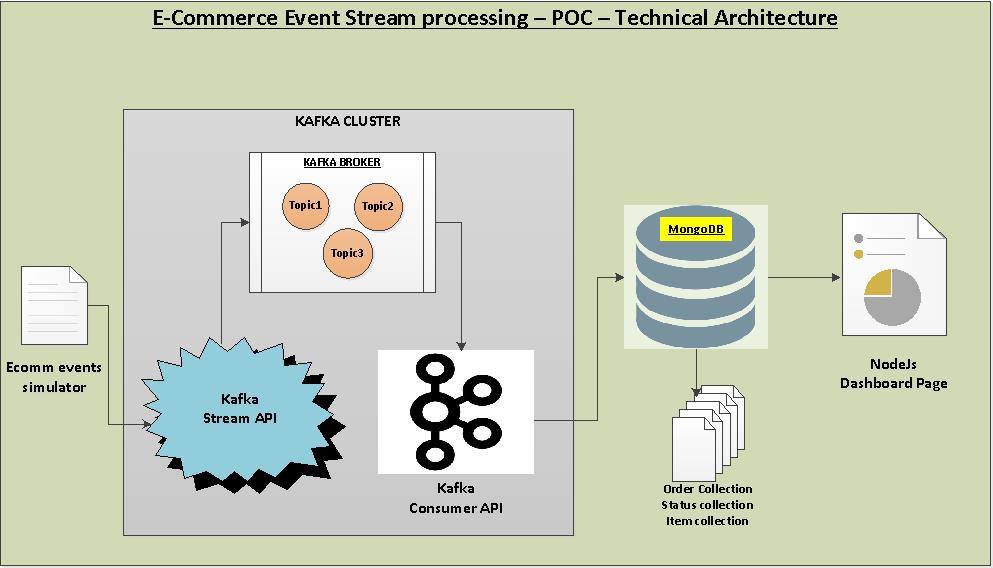 E-Commerce Event Stream processing – POC – Technical Architecture
KAFKA CLUSTER
KAFKA BROKER
Topic1
Topic2
Topic3
Ecomm events
simulator
Kafka
Stream API
Kafka
Consumer API
MongoDB
Order Collection
Status collection
Item collection
NodeJs
Dashboard Page